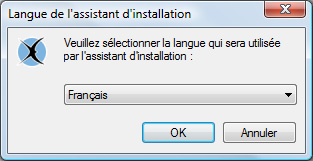 Langue de l'assistant d'installation
Veuillez sélectionner la langue qui sera utilisée
par l'assistant d'installation :
Français
OK
Annuler